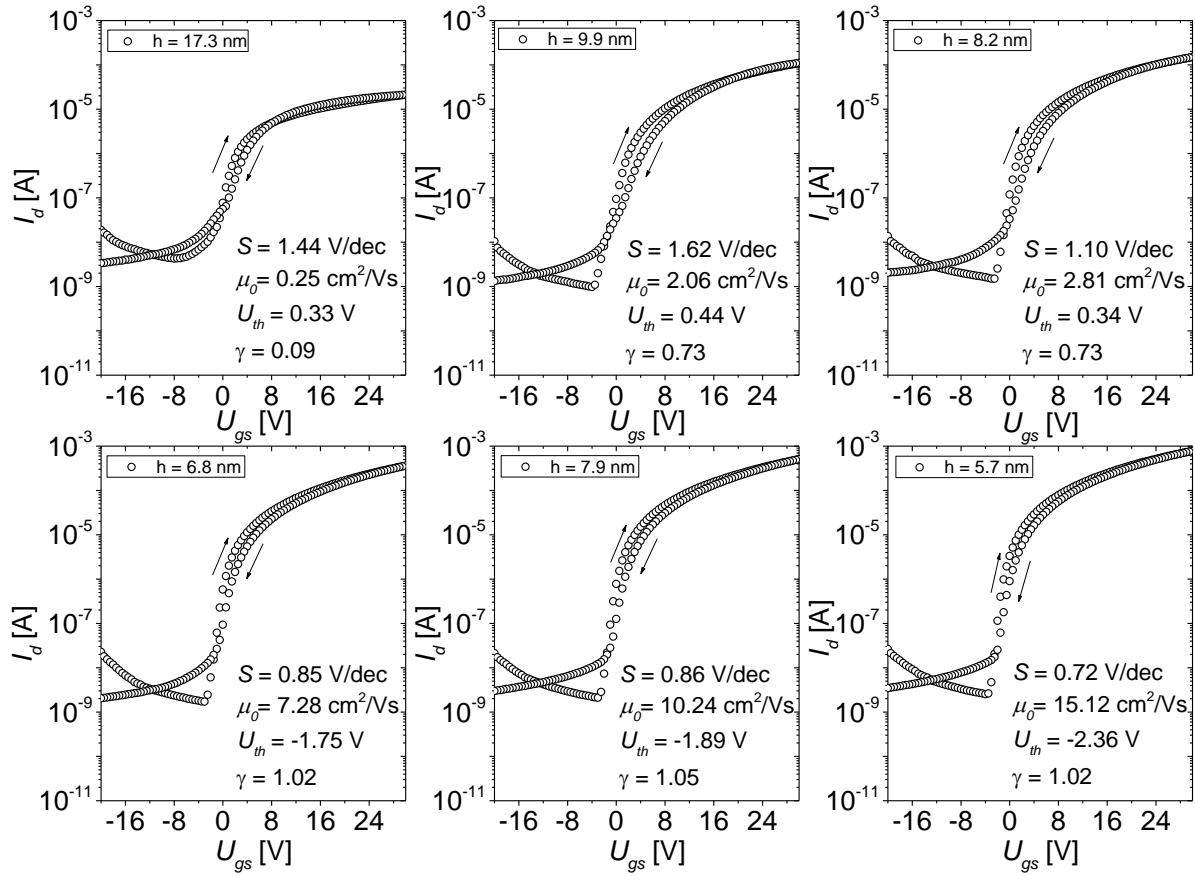 10⁻³
10⁻⁵
10⁻⁷
10⁻⁹
10⁻¹¹
I_d [A]
h = 17.3 nm
S = 1.44 V/dec
μ₀= 0.25 cm²/Vs
U_th = 0.33 V
γ = 0.09
-16 -8 0 8 16 24
U_gs [V]
10⁻³
10⁻⁵
10⁻⁷
10⁻⁹
10⁻¹¹
I_d [A]
h = 9.9 nm
S = 1.62 V/dec
μ₀= 2.06 cm²/Vs
U_th = 0.44 V
γ = 0.73
-16 -8 0 8 16 24
U_gs [V]
10⁻³
10⁻⁵
10⁻⁷
10⁻⁹
10⁻¹¹
I_d [A]
h = 8.2 nm
S = 1.10 V/dec
μ₀= 2.81 cm²/Vs
U_th = 0.34 V
γ = 0.73
-16 -8 0 8 16 24
U_gs [V]
10⁻³
10⁻⁵
10⁻⁷
10⁻⁹
10⁻¹¹
I_d [A]
h = 6.8 nm
S = 0.85 V/dec
μ₀= 7.28 cm²/Vs
U_th = -1.75 V
γ = 1.02
-16 -8 0 8 16 24
U_gs [V]
10⁻³
10⁻⁵
10⁻⁷
10⁻⁹
10⁻¹¹
I_d [A]
h = 7.9 nm
S = 0.86 V/dec
μ₀= 10.24 cm²/Vs
U_th = -1.89 V
γ = 1.05
-16 -8 0 8 16 24
U_gs [V]
10⁻³
10⁻⁵
10⁻⁷
10⁻⁹
10⁻¹¹
I_d [A]
h = 5.7 nm
S = 0.72 V/dec
μ₀= 15.12 cm²/Vs
U_th = -2.36 V
γ = 1.02
-16 -8 0 8 16 24
U_gs [V]